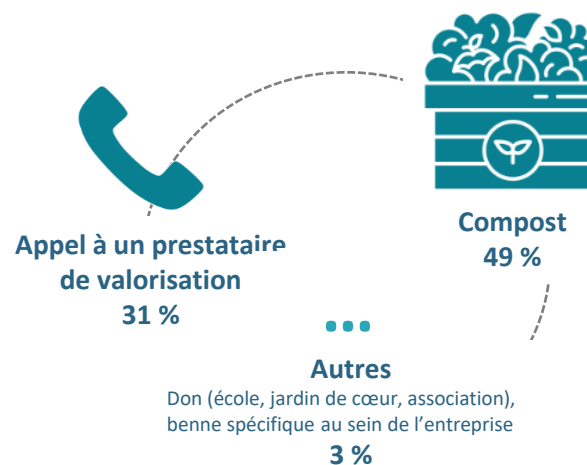 Compost
49 %
Appel à un prestataire
de valorisation
31 %
Autres
Don (école, jardin de cœur, association),
benne spécifique au sein de l’entreprise
3 %